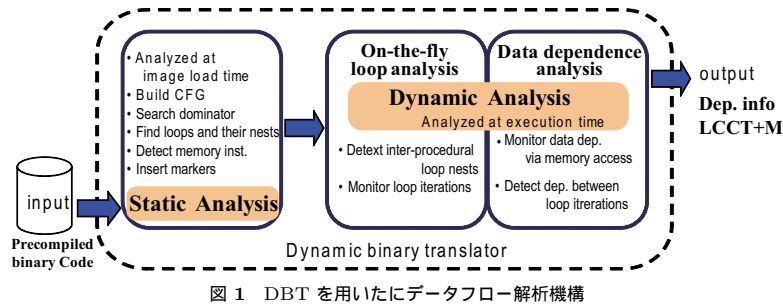 input
Precompiled
binary Code
• Analyzed at
image load time
• Build CFG
• Search dominator
• Find loops and their nests
• Detect memory inst.
• Insert markers
Static Analysis
On-the-fly
loop analysis
Data dependence
analysis
Dynamic Analysis
Analyzed at execution time
• Detext inter-procedural
loop nests
• Monitor loop iterations
• Monitor data dep.
via memory access
• Detect dep. between
loop itrerations
Dynamic binary translator
output
Dep. info
LCCT+M
図 1 DBT を用いたにデータフロー解析機構